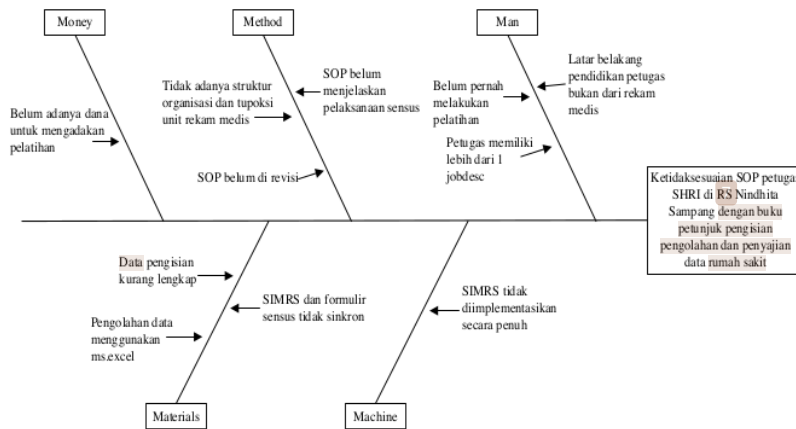 Money
Method
Man
Belum adanya dana
untuk mengadakan
pelatihan
Tidak adanya struktur
organisasi dan tupoksi
unit rekam medis
SOP belum
menjelaskan
pelaksanaan sensus
SOP belum di revisi
Belum pernah
melakukan
pelatihan
Latar belakang
pendidikan petugas
bukan dari rekam
medis
Petugas memiliki
lebih dari 1
jobdesc
Ketidaksesuaian SOP petugas
SHRI di RS Nindhita
Sampang dengan buku
petunjuk pengisian
pengolahan dan penyajian
data rumah sakit
Data pengisian
kurang lengkap
SIMRS dan formulir
sensus tidak sinkron
Pengolahan data
menggunakan
ms.excel
SIMRS tidak
diimplementasikan
secara penuh
Materials
Machine